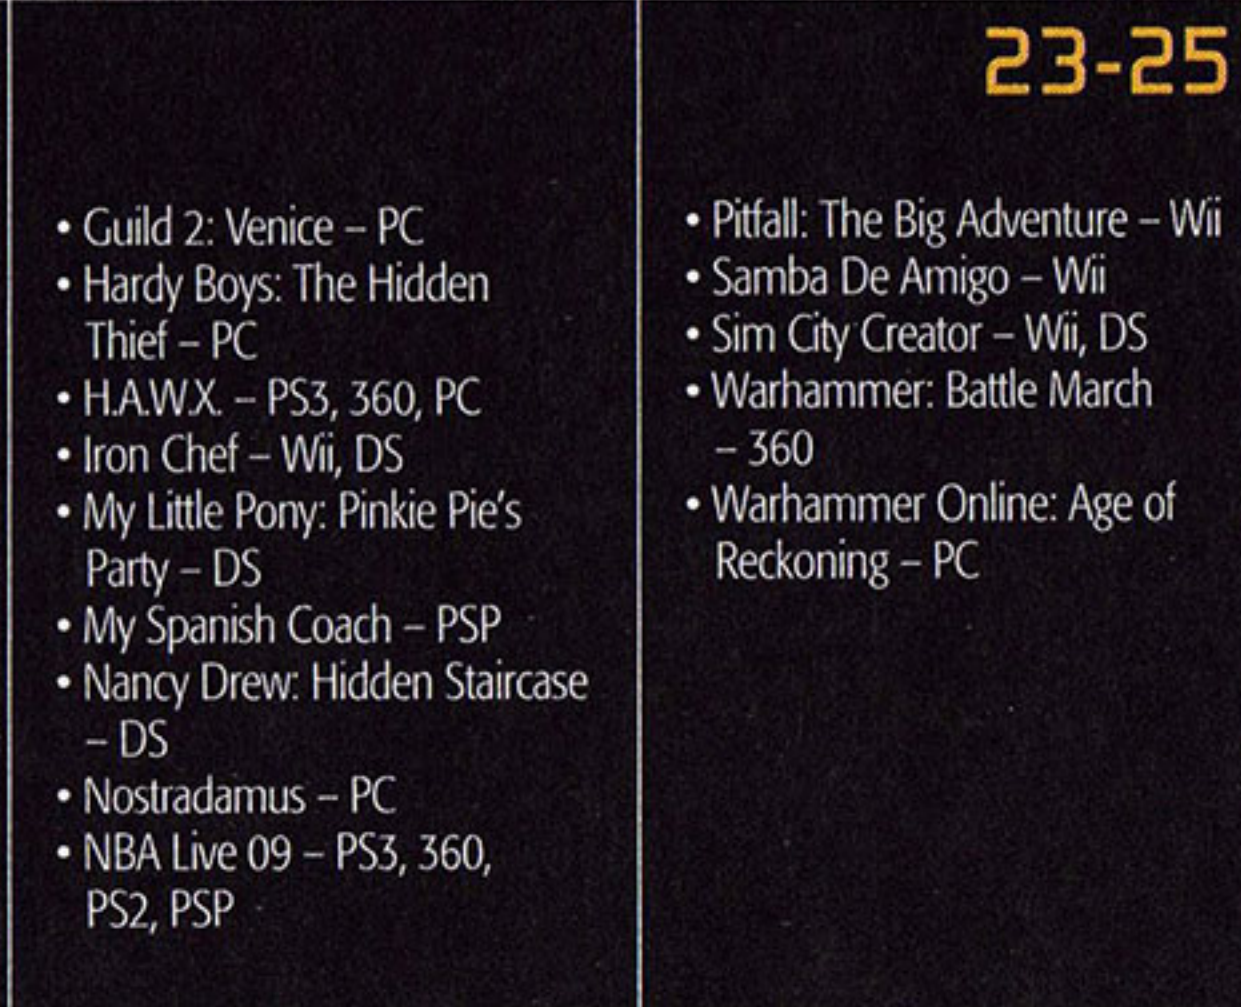 • Guild 2: Venice – PC
• Hardy Boys: The Hidden
Thief – PC
• H.A.W.X. – PS3, 360, PC
• Iron Chef – Wii, DS
• My Little Pony: Pinkie Pie's
Party – DS
• My Spanish Coach – PSP
• Nancy Drew: Hidden Staircase
– DS
• Nostradamus – PC
• NBA Live 09 – PS3, 360,
PS2, PSP
23-25
• Pitfall: The Big Adventure – Wii
• Samba De Amigo – Wii
• Sim City Creator – Wii, DS
• Warhammer: Battle March
– 360
• Warhammer Online: Age of
Reckoning – PC